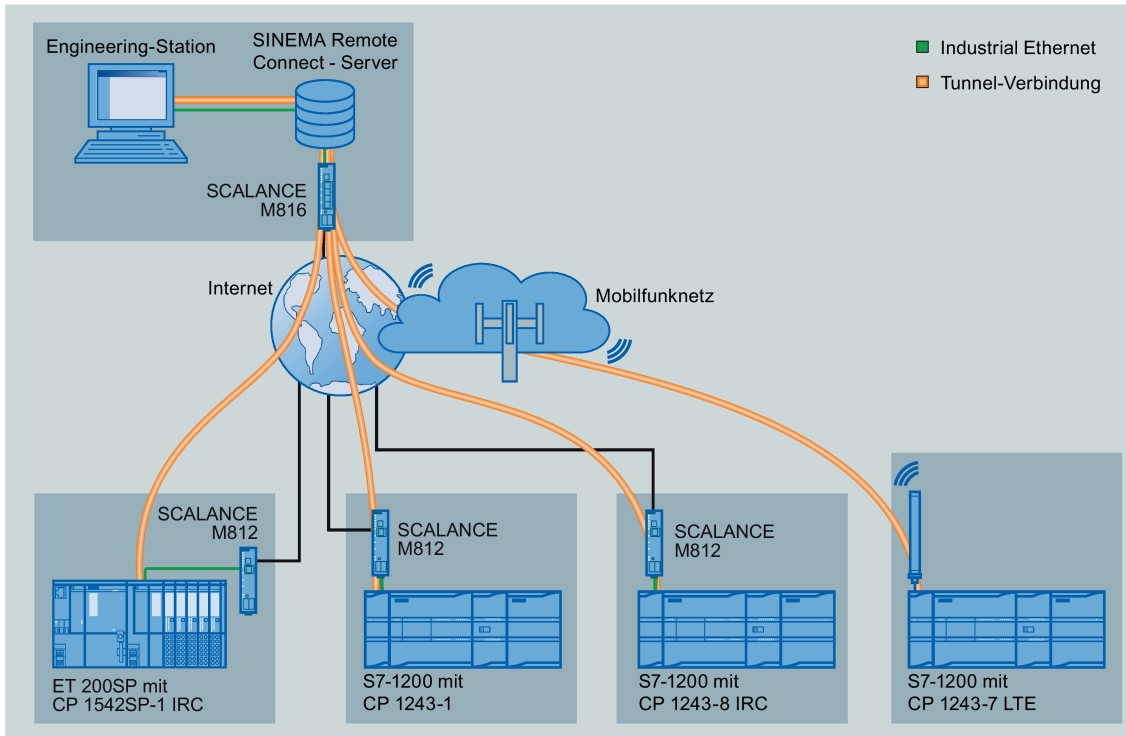 Engineering-Station
SINEMA Remote
Connect - Server
Industrial Ethernet
Tunnel-Verbindung
SCALANCE
M816
Internet
Mobilfunknetz
SCALANCE
M812
SCALANCE
M812
SCALANCE
M812
ET 200SP mit
CP 1542SP-1 IRC
S7-1200 mit
CP 1243-1
S7-1200 mit
CP 1243-8 IRC
S7-1200 mit
CP 1243-7 LTE